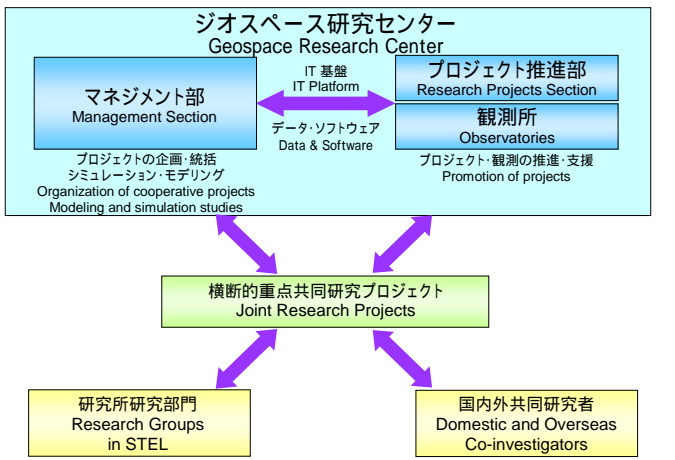 ジオスペース研究センター
Geospace Research Center
マネジメント部
Management Section
IT 基盤
IT Platform
データ・ソフトウェア
Data & Software
プロジェクト推進部
Research Projects Section
観測所
Observatories
プロジェクトの企画・統括
シミュレーション・モデリング
Organization of cooperative projects
Modeling and simulation studies
プロジェクト・観測の推進・支援
Promotion of projects
横断的重点共同研究プロジェクト
Joint Research Projects
研究所研究部門
Research Groups
in STEL
国内外共同研究者
Domestic and Overseas
Co-investigators